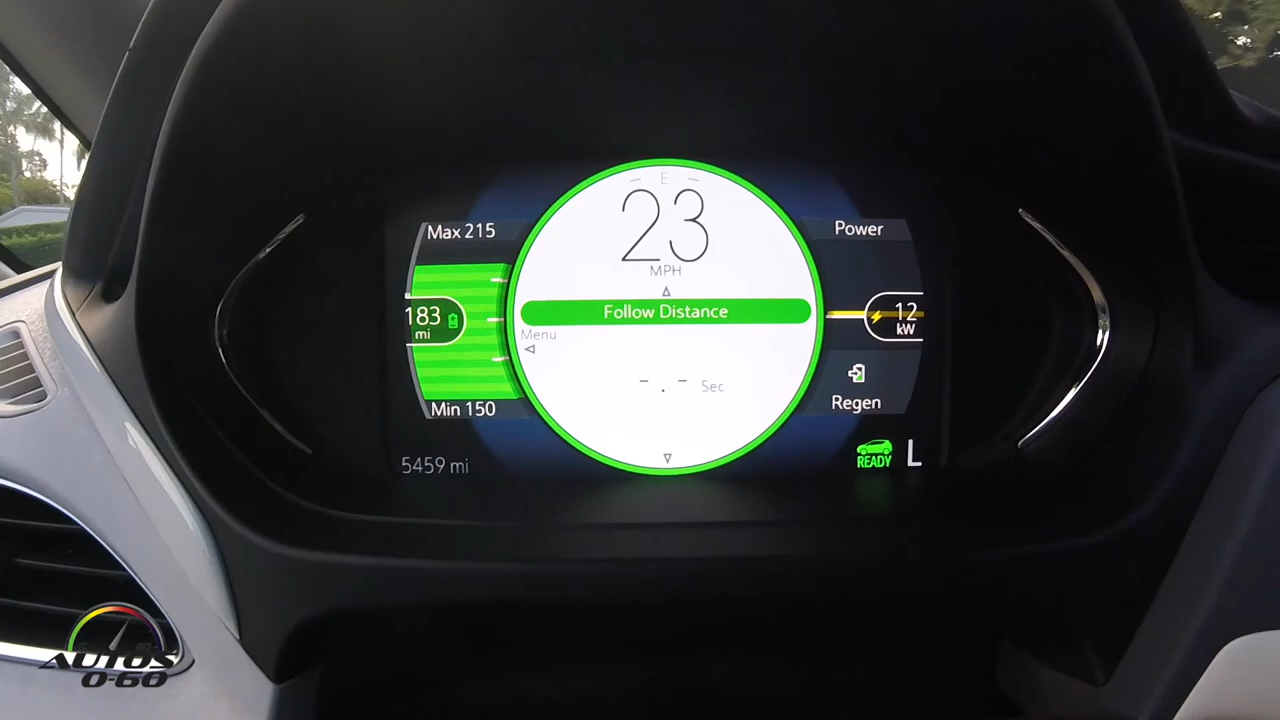 E
23
MPH
Max 215
Power
Follow Distance
183
mi
12
kW
Menu
- . - Sec
Min 150
Regen
5459 mi
READY
L
AUTOS
0-60